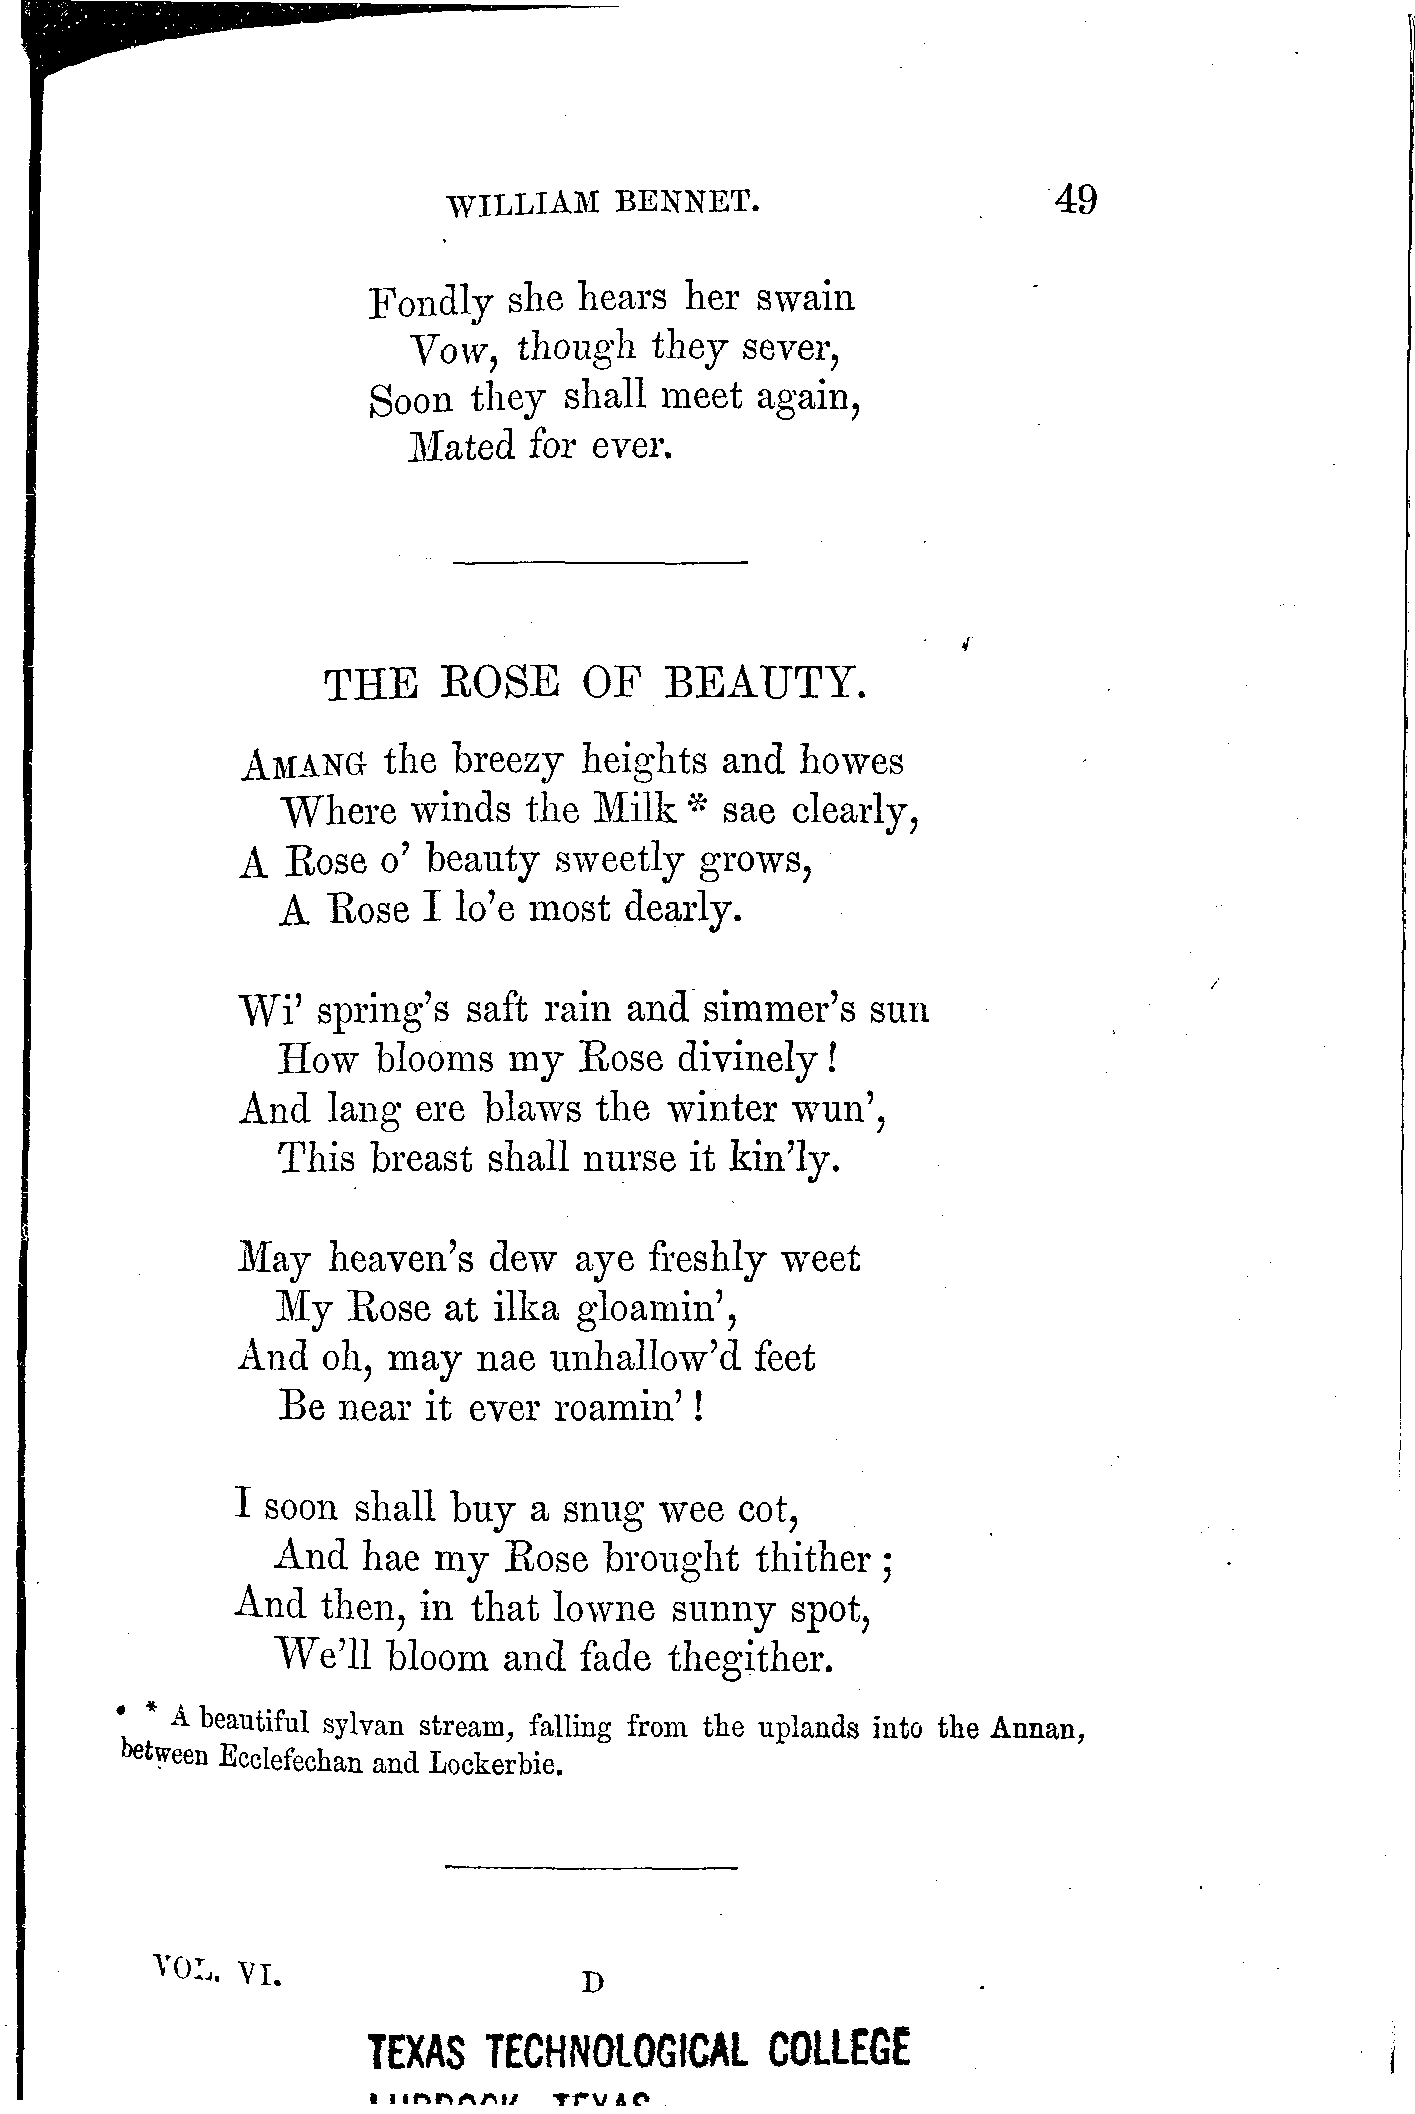 WILLIAM BENNET. 49
Fondly she hears her swain
Vow, though they sever,
Soon they shall meet again,
Mated for ever.
THE ROSE OF BEAUTY.
AMANG the breezy heights and howes
Where winds the Milk * sae clearly,
A Rose o' beauty sweetly grows,
A Rose I lo'e most dearly.
Wi' spring's saft rain and simmer's sun
How blooms my Rose divinely!
And lang ere blaws the winter wun',
This breast shall nurse it kin'ly.
May heaven's dew aye freshly weet
My Rose at ilka gloamin',
And oh, may nae unhallow'd feet
Be near it ever roamin'!
I soon shall buy a snug wee cot,
And hae my Rose brought thither;
And then, in that lowne sunny spot,
We'll bloom and fade thegither.
* A beautiful sylvan stream, falling from the uplands into the Annan,
between Ecclefechan and Lockerbie.
VOL. VI. D
TEXAS TECHNOLOGICAL COLLEGE
LUBBOCK, TEXAS